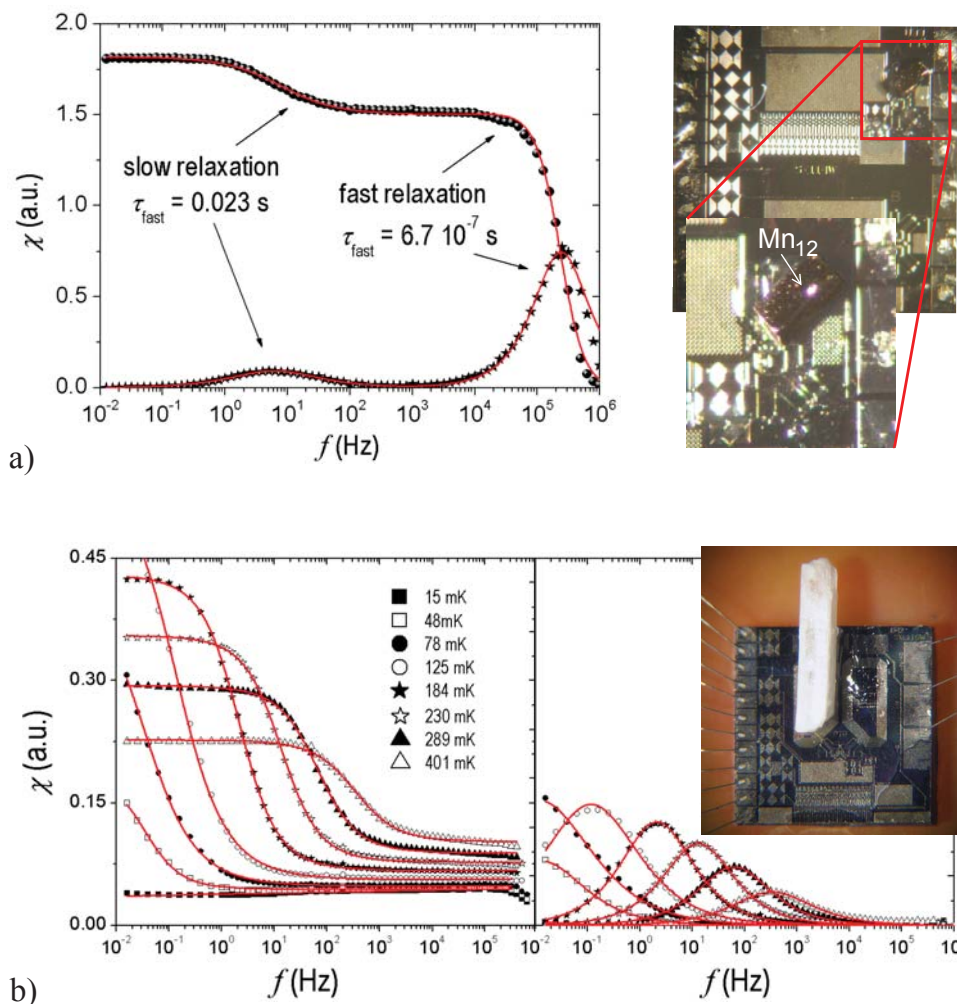 2.0
1.5
1.0
0.5
0.0
χ (a.u.)
slow relaxation
τfast = 0.023 s
fast relaxation
τfast = 6.7 10⁻⁷ s
10⁻² 10⁻¹ 10⁰ 10¹ 10² 10³ 10⁴ 10⁵ 10⁶
f (Hz)
Mn₁₂
a)
0.45
0.30
0.15
0.00
χ (a.u.)
15 mK
48mK
78 mK
125 mK
184 mK
230 mK
289 mK
401 mK
10⁻² 10⁻¹ 10⁰ 10¹ 10² 10³ 10⁴ 10⁵
f (Hz)
10⁻² 10⁻¹ 10⁰ 10¹ 10² 10³ 10⁴ 10⁵ 10⁶
f (Hz)
b)